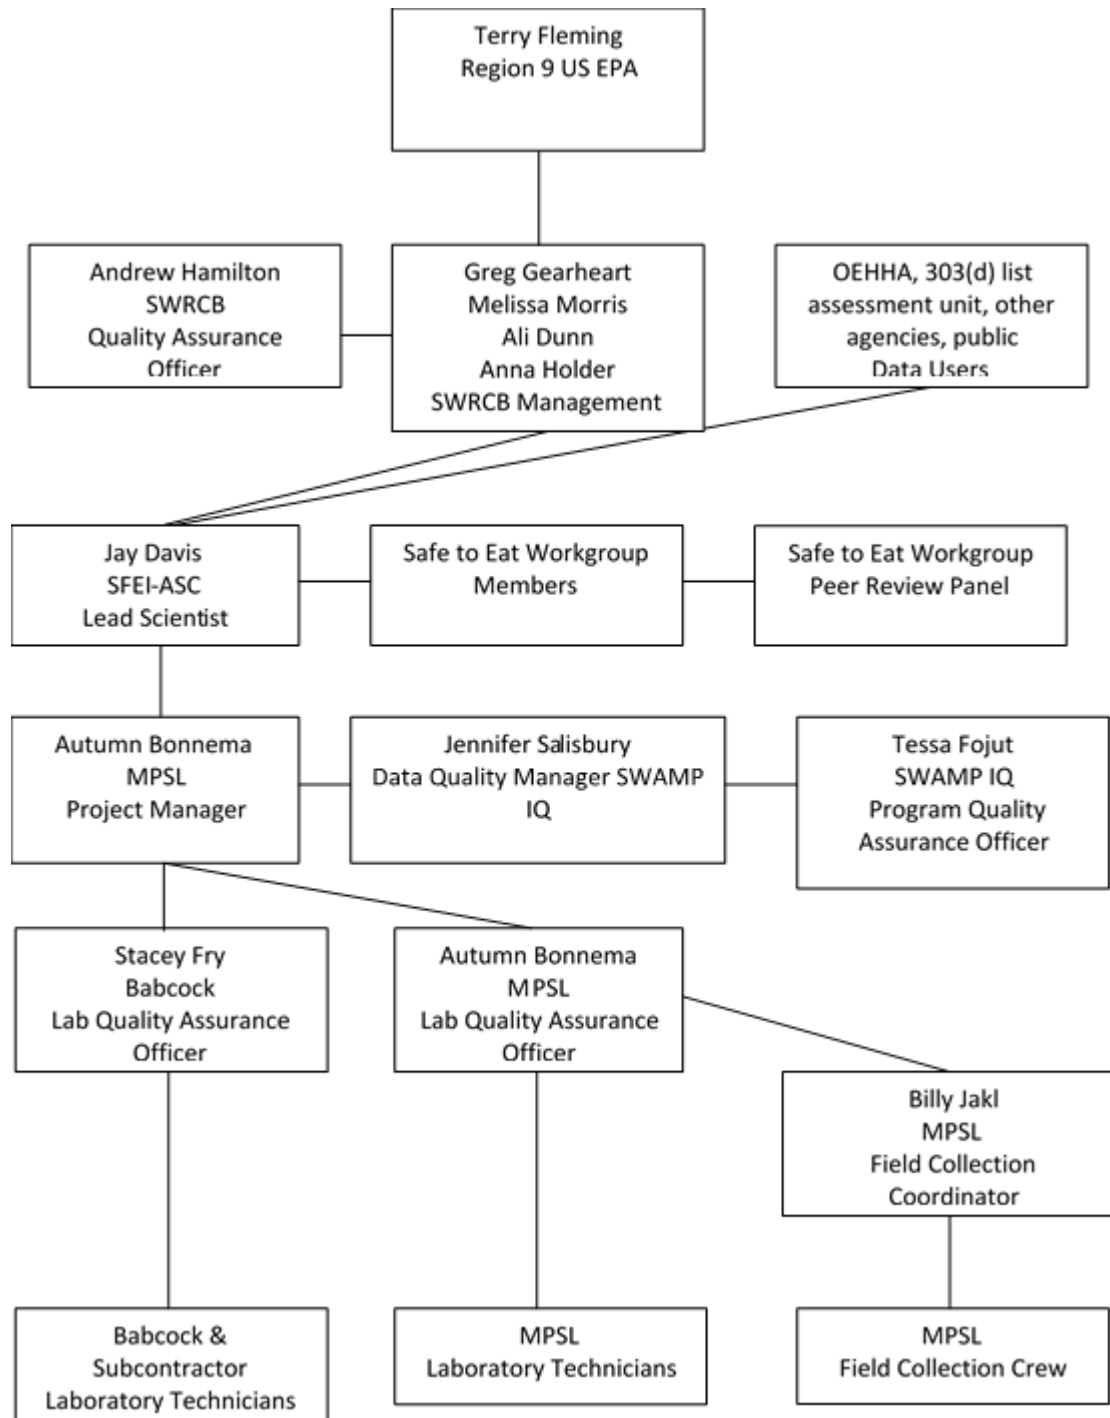 Terry Fleming
Region 9 US EPA
Andrew Hamilton
SWRCB
Quality Assurance
Officer
Greg Gearheart
Melissa Morris
Ali Dunn
Anna Holder
SWRCB Management
OEHHA, 303(d) list
assessment unit, other
agencies, public
Data Users
Jay Davis
SFEI-ASC
Lead Scientist
Safe to Eat Workgroup
Members
Safe to Eat Workgroup
Peer Review Panel
Autumn Bonnema
MPSL
Project Manager
Jennifer Salisbury
Data Quality Manager SWAMP
IQ
Tessa Fojut
SWAMP IQ
Program Quality
Assurance Officer
Stacey Fry
Babcock
Lab Quality Assurance
Officer
Autumn Bonnema
MPSL
Lab Quality Assurance
Officer
Billy Jakl
MPSL
Field Collection
Coordinator
Babcock &
Subcontractor
Laboratory Technicians
MPSL
Laboratory Technicians
MPSL
Field Collection Crew